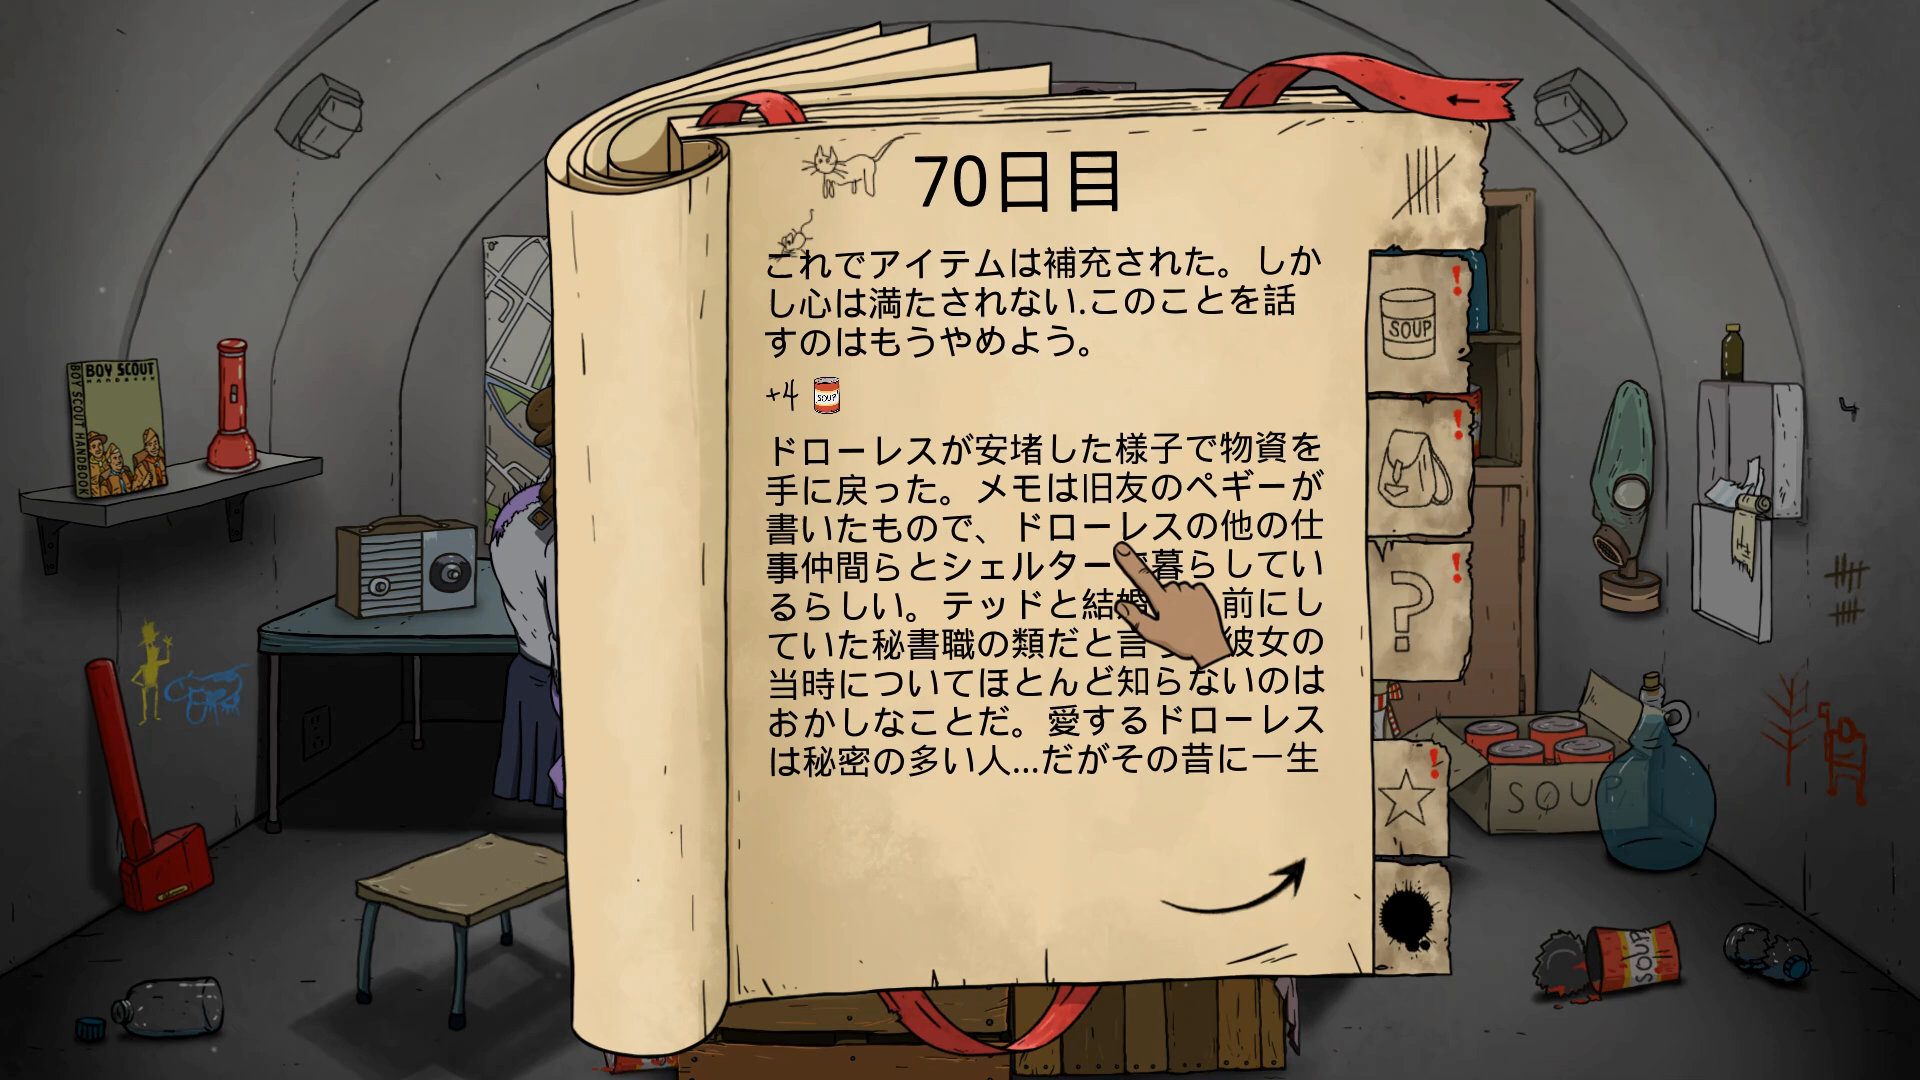 70日目
これでアイテムは補充された。しか
し心は満たされない.このことを話
すのはもうやめよう。
+4
SOUP
ドローレスが安堵した様子で物資を
手に戻った。メモは旧友のペギーが
書いたもので、ドローレスの他の仕
事仲間らとシェルター 暮らしてい
るらしい。テッドと結婚 前にし
ていた秘書職の類だと言 彼女の
当時についてほとんど知らないのは
おかしなことだ。愛するドローレス
は秘密の多い人...だがその昔に一生
SOUP
?
BOY SCOUT
HANDBOOK
BOY SCOUT HANDBOOK
SOUP
SOUP